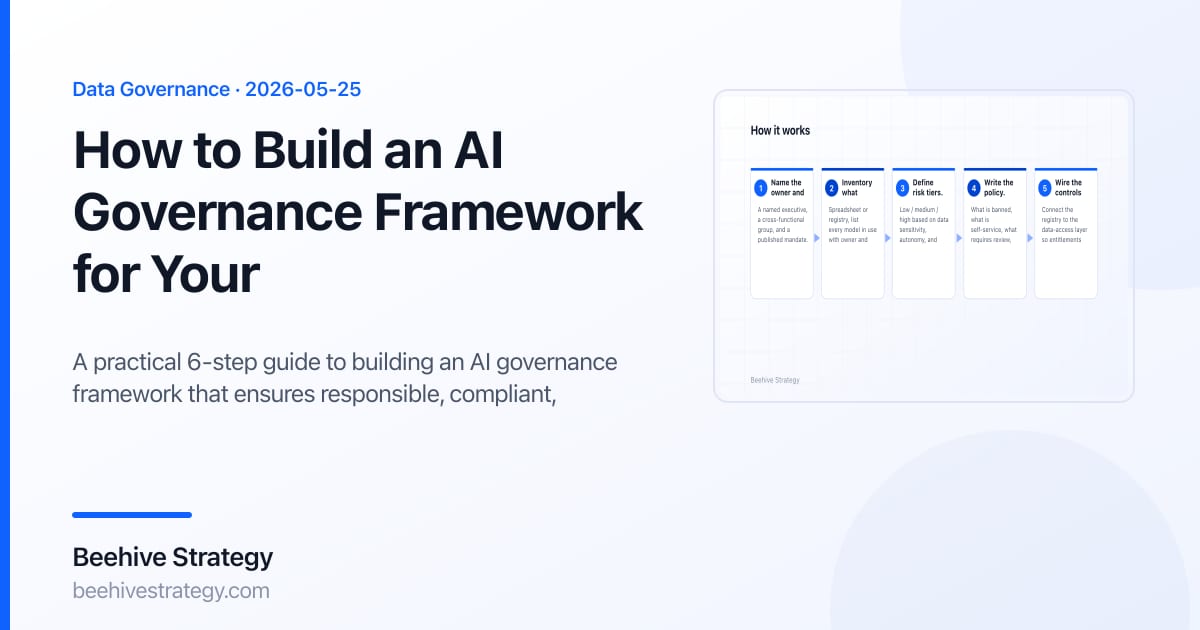 Data Governance · 2026-05-25
How to Build an AI
Governance Framework
for Your
A practical 6-step guide to building an AI governance
framework that ensures responsible, compliant,
Beehive Strategy
beehivestrategy.com
How it works
1
Name the
owner and
A named executive,
a cross-functional
group, and a
published mandate.
2
Inventory
what
Spreadsheet or
registry, list
every model in use
with owner and
3
Define
risk tiers.
Low / medium /
high based on data
sensitivity,
autonomy, and
4
Write the
policy.
What is banned,
what is
self-service, what
requires review,
5
Wire the
controls
Connect the
registry to the
data-access layer
so entitlements
Beehive Strategy